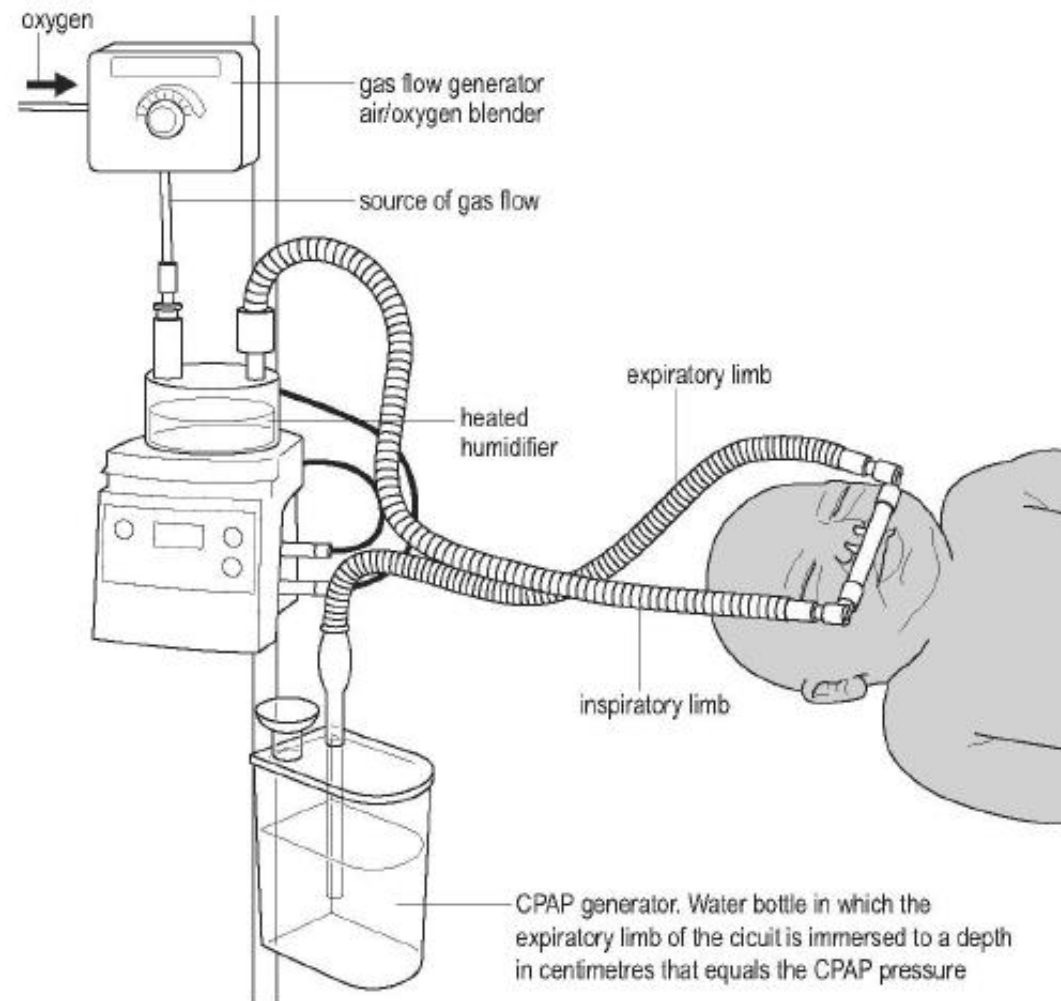 oxygen
gas flow generator
air/oxygen blender
source of gas flow
expiratory limb
heated
humidifier
inspiratory limb
CPAP generator. Water bottle in which the
expiratory limb of the cicuit is immersed to a depth
in centimetres that equals the CPAP pressure